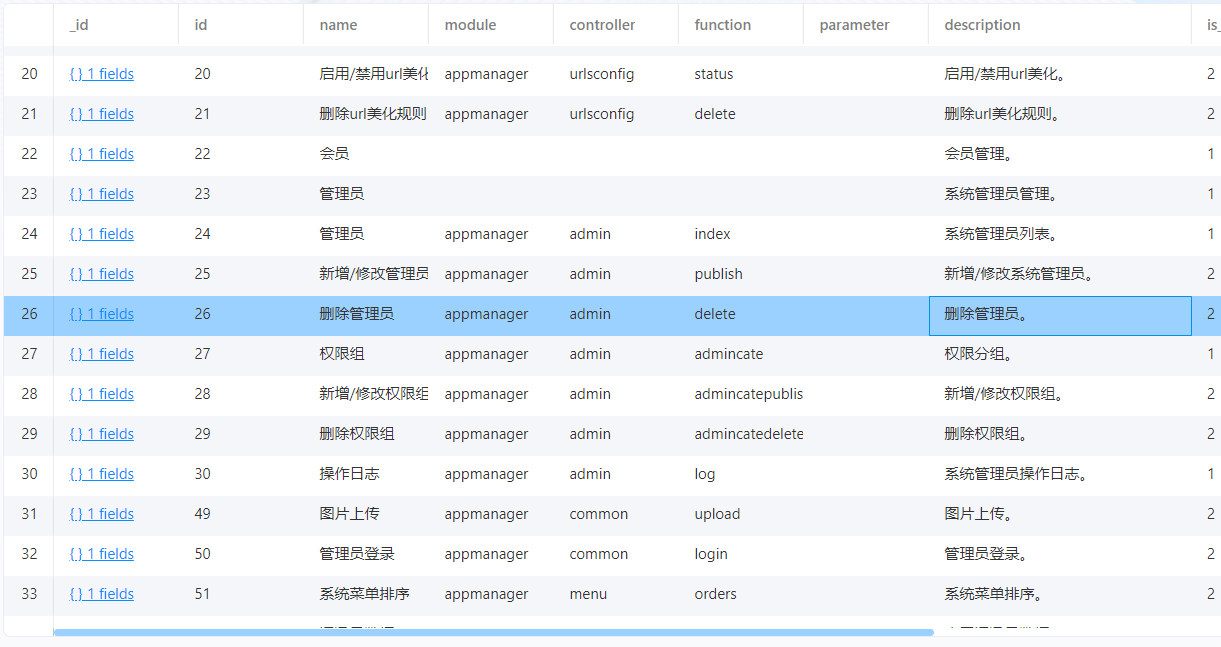 _id id name module controller function parameter description is_
20 { } 1 fields 20 启用/禁用url美化 appmanager urlsconfig status 启用/禁用url美化。 2
21 { } 1 fields 21 删除url美化规则 appmanager urlsconfig delete 删除url美化规则。 2
22 { } 1 fields 22 会员 会员管理。 1
23 { } 1 fields 23 管理员 系统管理员管理。 1
24 { } 1 fields 24 管理员 appmanager admin index 系统管理员列表。 1
25 { } 1 fields 25 新增/修改管理员 appmanager admin publish 新增/修改系统管理员。 2
26 { } 1 fields 26 删除管理员 appmanager admin delete 删除管理员。 2
27 { } 1 fields 27 权限组 appmanager admin admincate 权限分组。 1
28 { } 1 fields 28 新增/修改权限组 appmanager admin admincatepublis 新增/修改权限组。 2
29 { } 1 fields 29 删除权限组 appmanager admin admincatedelete 删除权限组。 2
30 { } 1 fields 30 操作日志 appmanager admin log 系统管理员操作日志。 1
31 { } 1 fields 49 图片上传 appmanager common upload 图片上传。 2
32 { } 1 fields 50 管理员登录 appmanager common login 管理员登录。 2
33 { } 1 fields 51 系统菜单排序 appmanager menu orders 系统菜单排序。 2